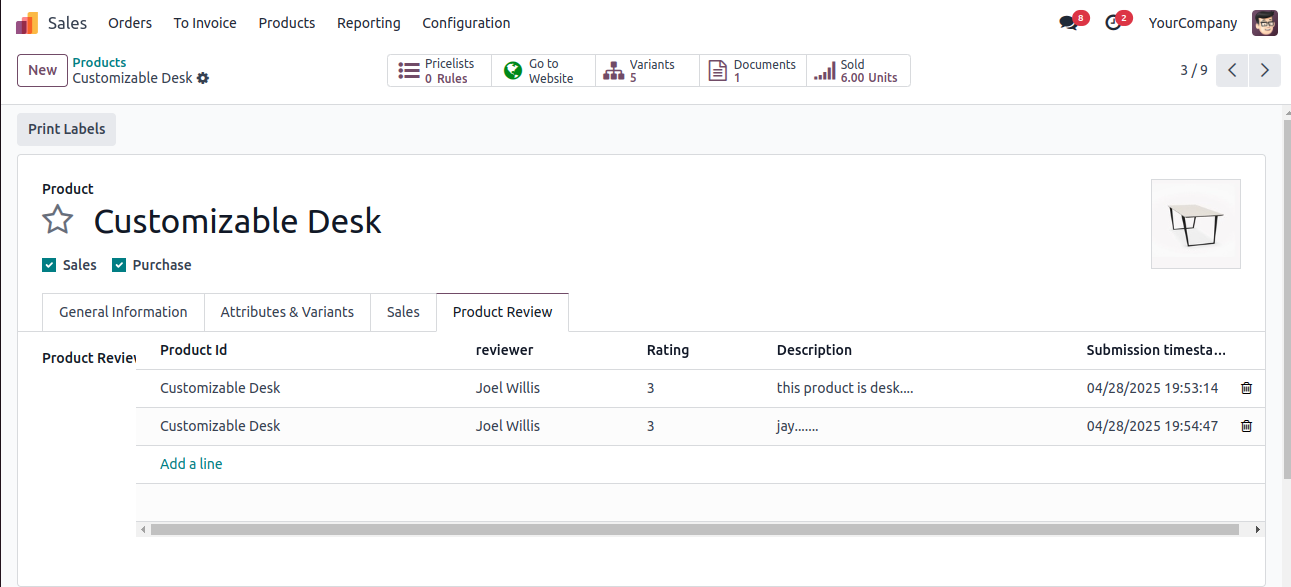 Sales Orders To Invoice Products Reporting Configuration 8 2 YourCompany
New Products Customizable Desk
Pricelists 0 Rules Go to Website Variants 5 Documents 1 Sold 6.00 Units 3 / 9
Print Labels
Product
Customizable Desk
Sales Purchase
General Information Attributes & Variants Sales Product Review
Product Review Product Id reviewer Rating Description Submission timesta...
Customizable Desk Joel Willis 3 this product is desk.... 04/28/2025 19:53:14
Customizable Desk Joel Willis 3 jay....... 04/28/2025 19:54:47
Add a line